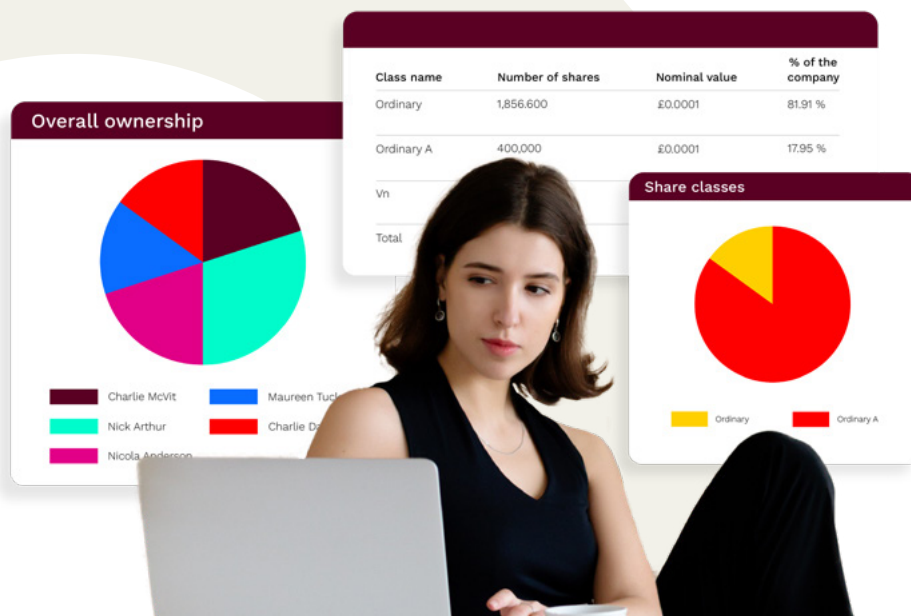 Overall ownership
Charlie McVit
Maureen
Nick Arthur
Charlie
Nicola Anderson
Class name Number of shares Nominal value % of the company
Ordinary 1,856.600 £0.0001 81.91 %
Ordinary A 400,000 £0.0001 17.95 %
Vn
Total
Share classes
Ordinary Ordinary A